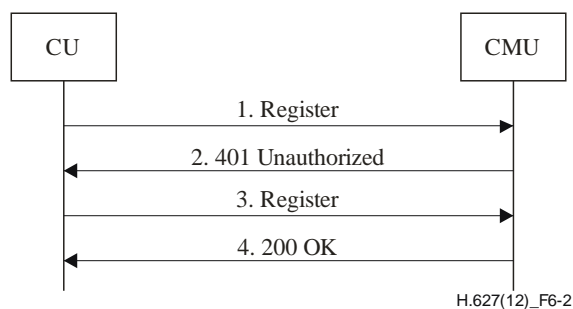 CU
CMU
1. Register
2. 401 Unauthorized
3. Register
4. 200 OK
H.627(12)_F6-2